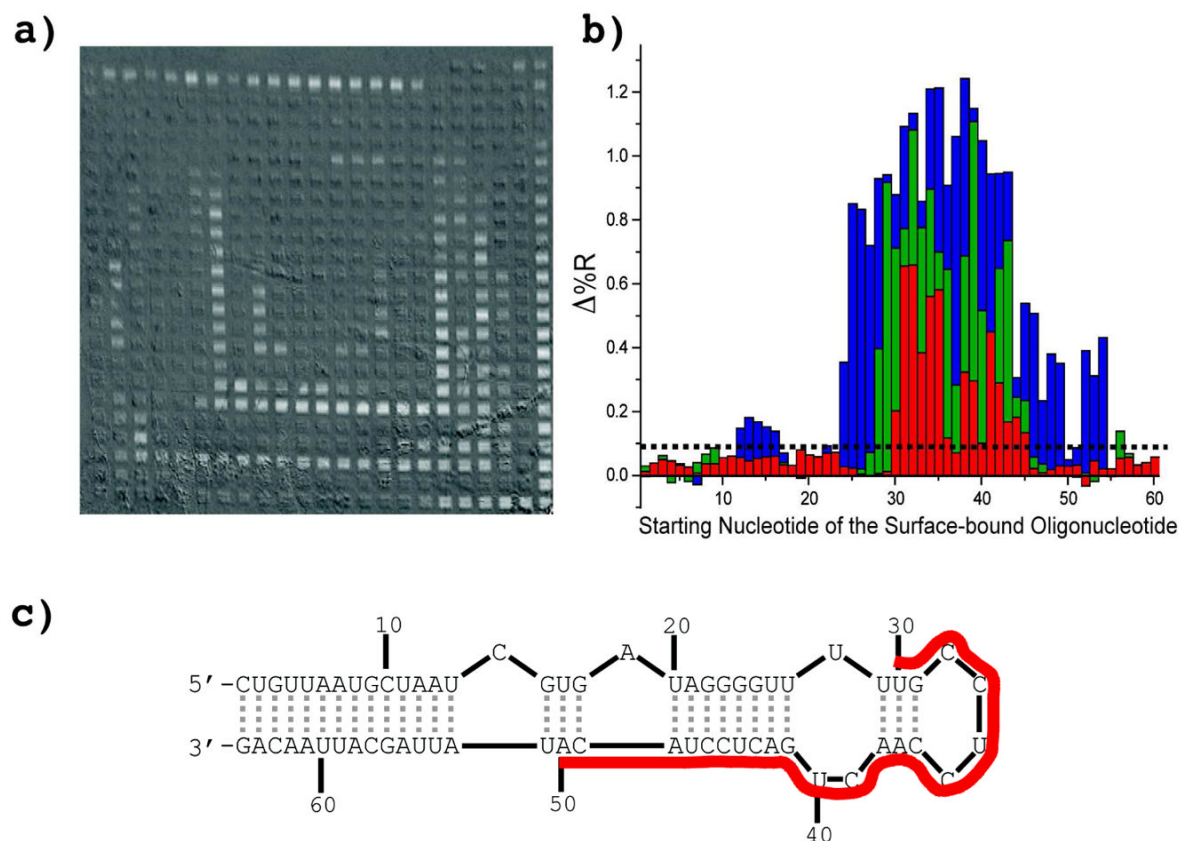 a)
b)
Δ%R
1.2
1.0
0.8
0.6
0.4
0.2
0.0
10 20 30 40 50 60
Starting Nucleotide of the Surface-bound Oligonucleotide
c)
10 20 30
C A U C
5’-CUGUUAAUGCUAAU GUG UAGGGGUU UUG C
U
3’-GACAAUUACGAUUA UAC AUCCUCAG AAC C
U C
60 50 40